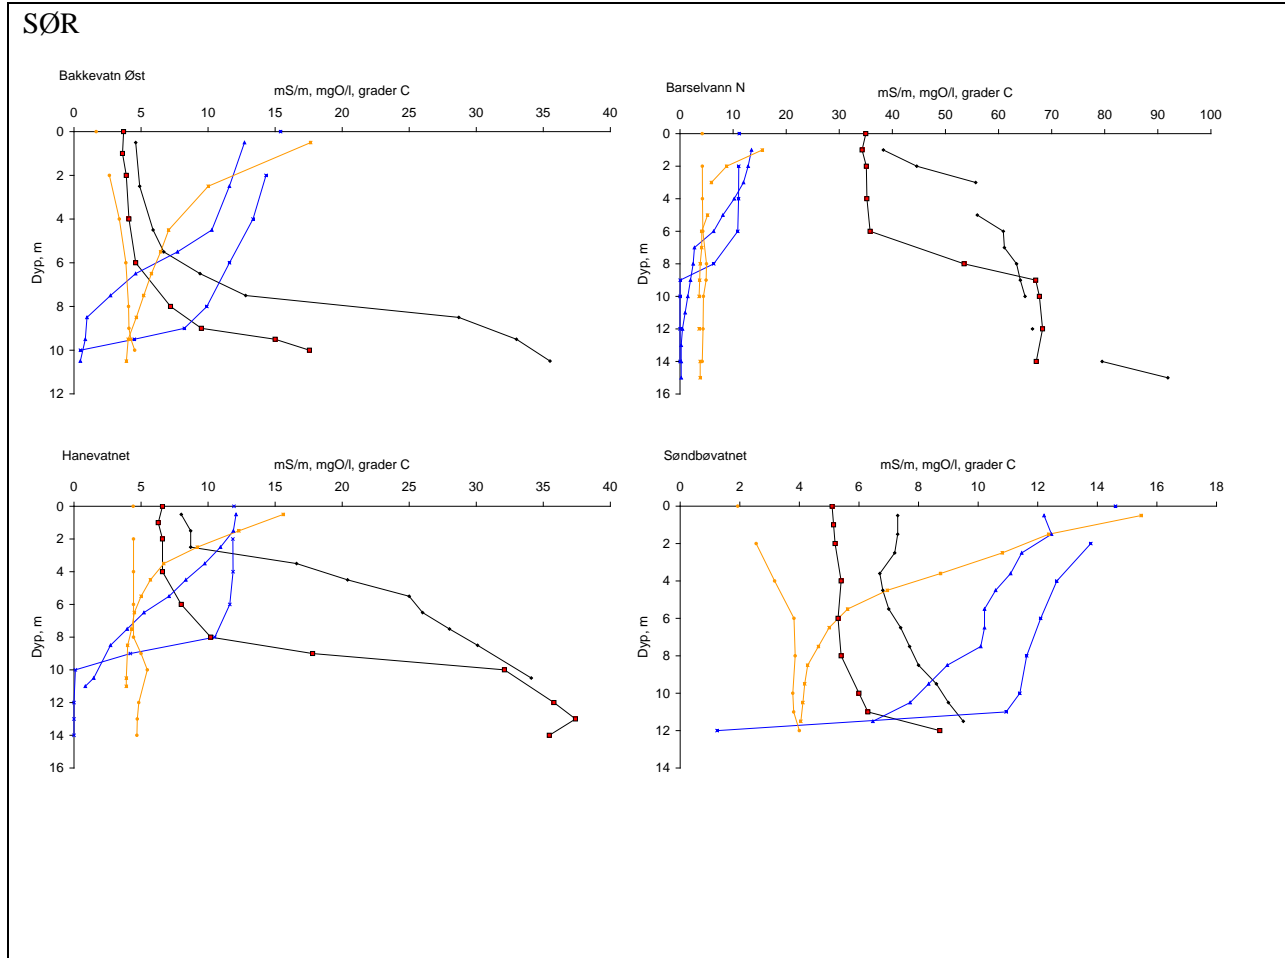 SØR
Bakkevatn Øst
mS/m, mgO/l, grader C
0 5 10 15 20 25 30 35 40
0
2
4
6
8
10
12
Dyp, m
Barselvann N
mS/m, mgO/l, grader C
0 10 20 30 40 50 60 70 80 90 100
0
2
4
6
8
10
12
14
16
Dyp, m
Hanevatnet
mS/m, mgO/l, grader C
0 5 10 15 20 25 30 35 40
0
2
4
6
8
10
12
14
16
Dyp, m
Søndbøvatnet
mS/m, mgO/l, grader C
0 2 4 6 8 10 12 14 16 18
0
2
4
6
8
10
12
14
Dyp, m